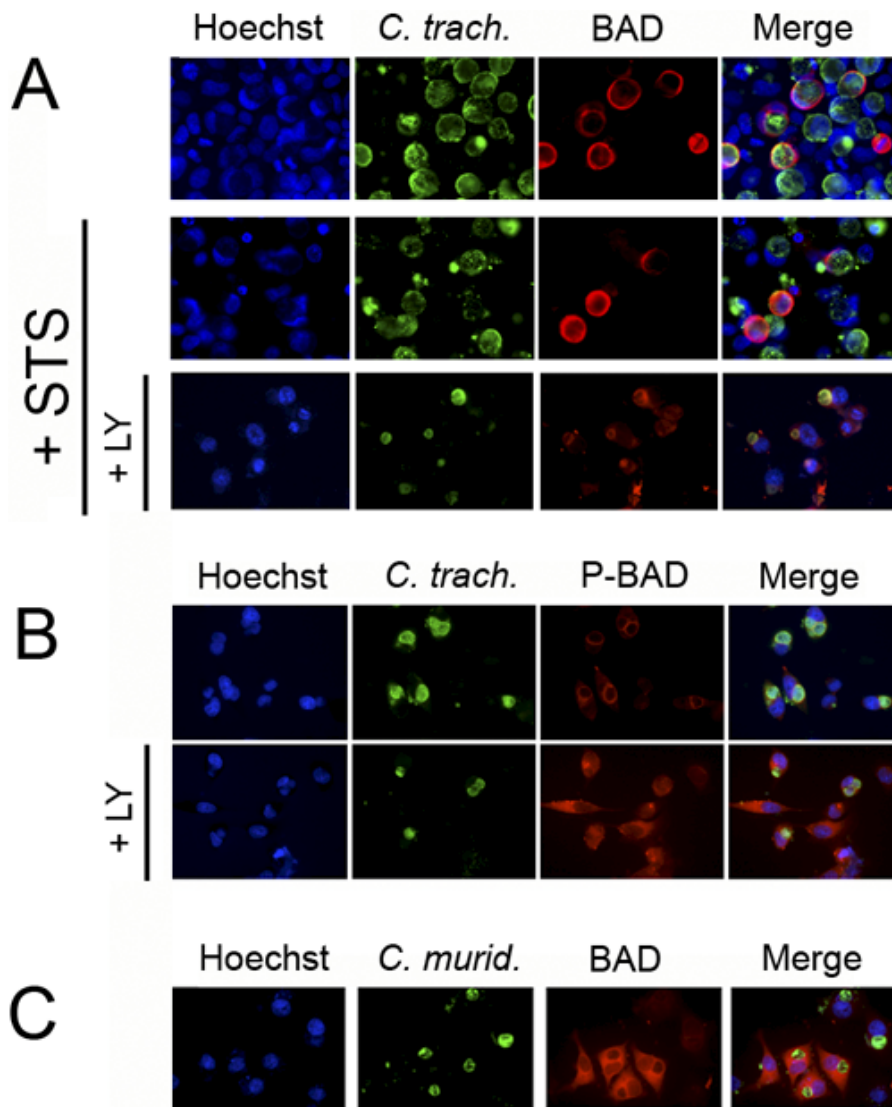 Hoechst C. trach. BAD Merge
A
+ STS
+ LY
Hoechst C. trach. P-BAD Merge
B
+ LY
Hoechst C. murid. BAD Merge
C